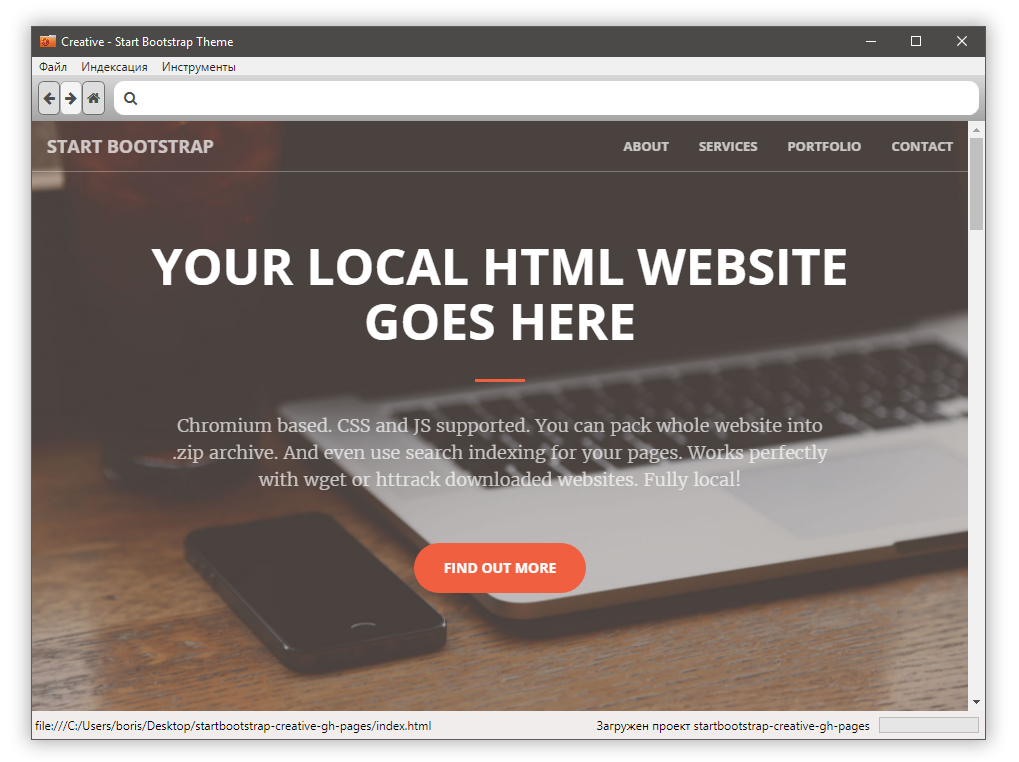 Creative - Start Bootstrap Theme
Файл Индексация Инструменты
START BOOTSTRAP ABOUT SERVICES PORTFOLIO CONTACT
YOUR LOCAL HTML WEBSITE
GOES HERE
Chromium based. CSS and JS supported. You can pack whole website into
.zip archive. And even use search indexing for your pages. Works perfectly
with wget or httrack downloaded websites. Fully local!
FIND OUT MORE
file:///C:/Users/boris/Desktop/startbootstrap-creative-gh-pages/index.html Загружен проект startbootstrap-creative-gh-pages